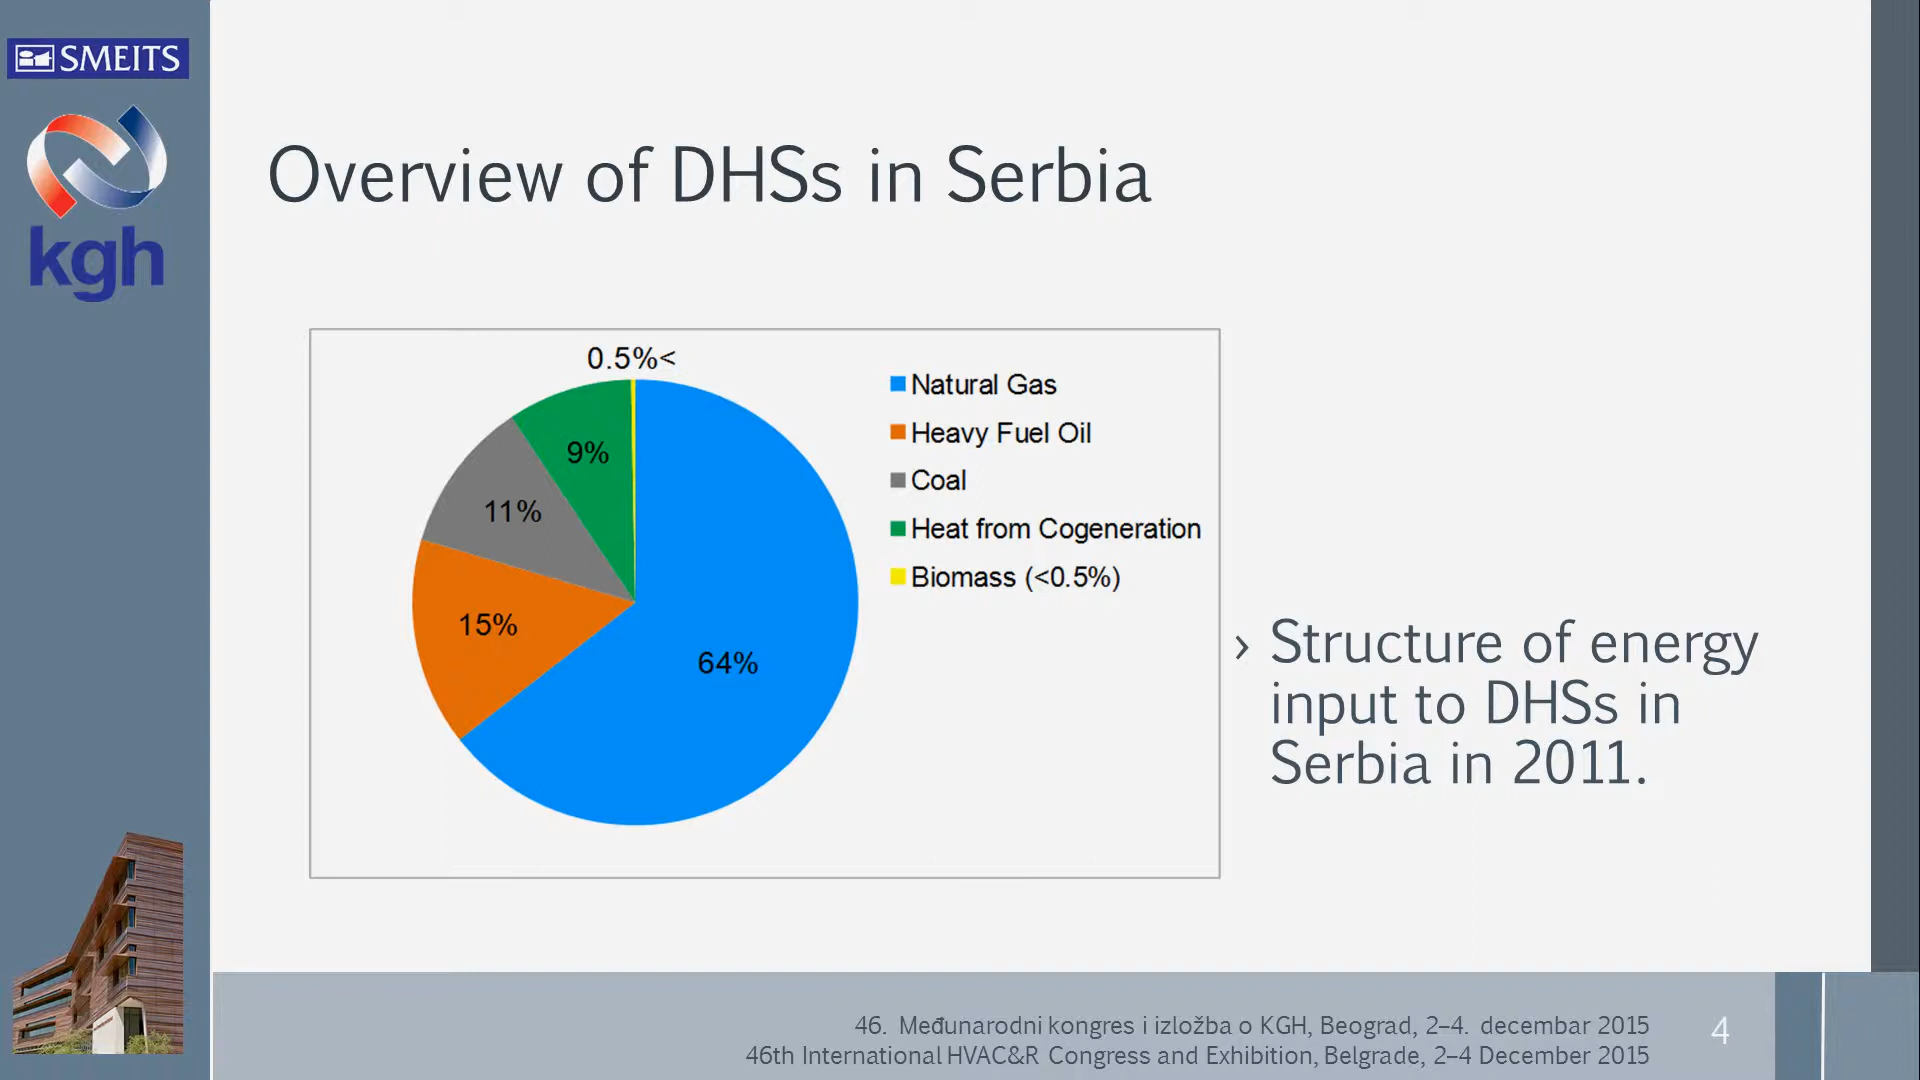 SMEITS
kgh
Overview of DHSs in Serbia
0.5%<
9%
11%
15%
64%
Natural Gas
Heavy Fuel Oil
Coal
Heat from Cogeneration
Biomass (<0.5%)
› Structure of energy
input to DHSs in
Serbia in 2011.
46. Međunarodni kongres i izložba o KGH, Beograd, 2–4. decembar 2015
46th International HVAC&R Congress and Exhibition, Belgrade, 2–4 December 2015
4